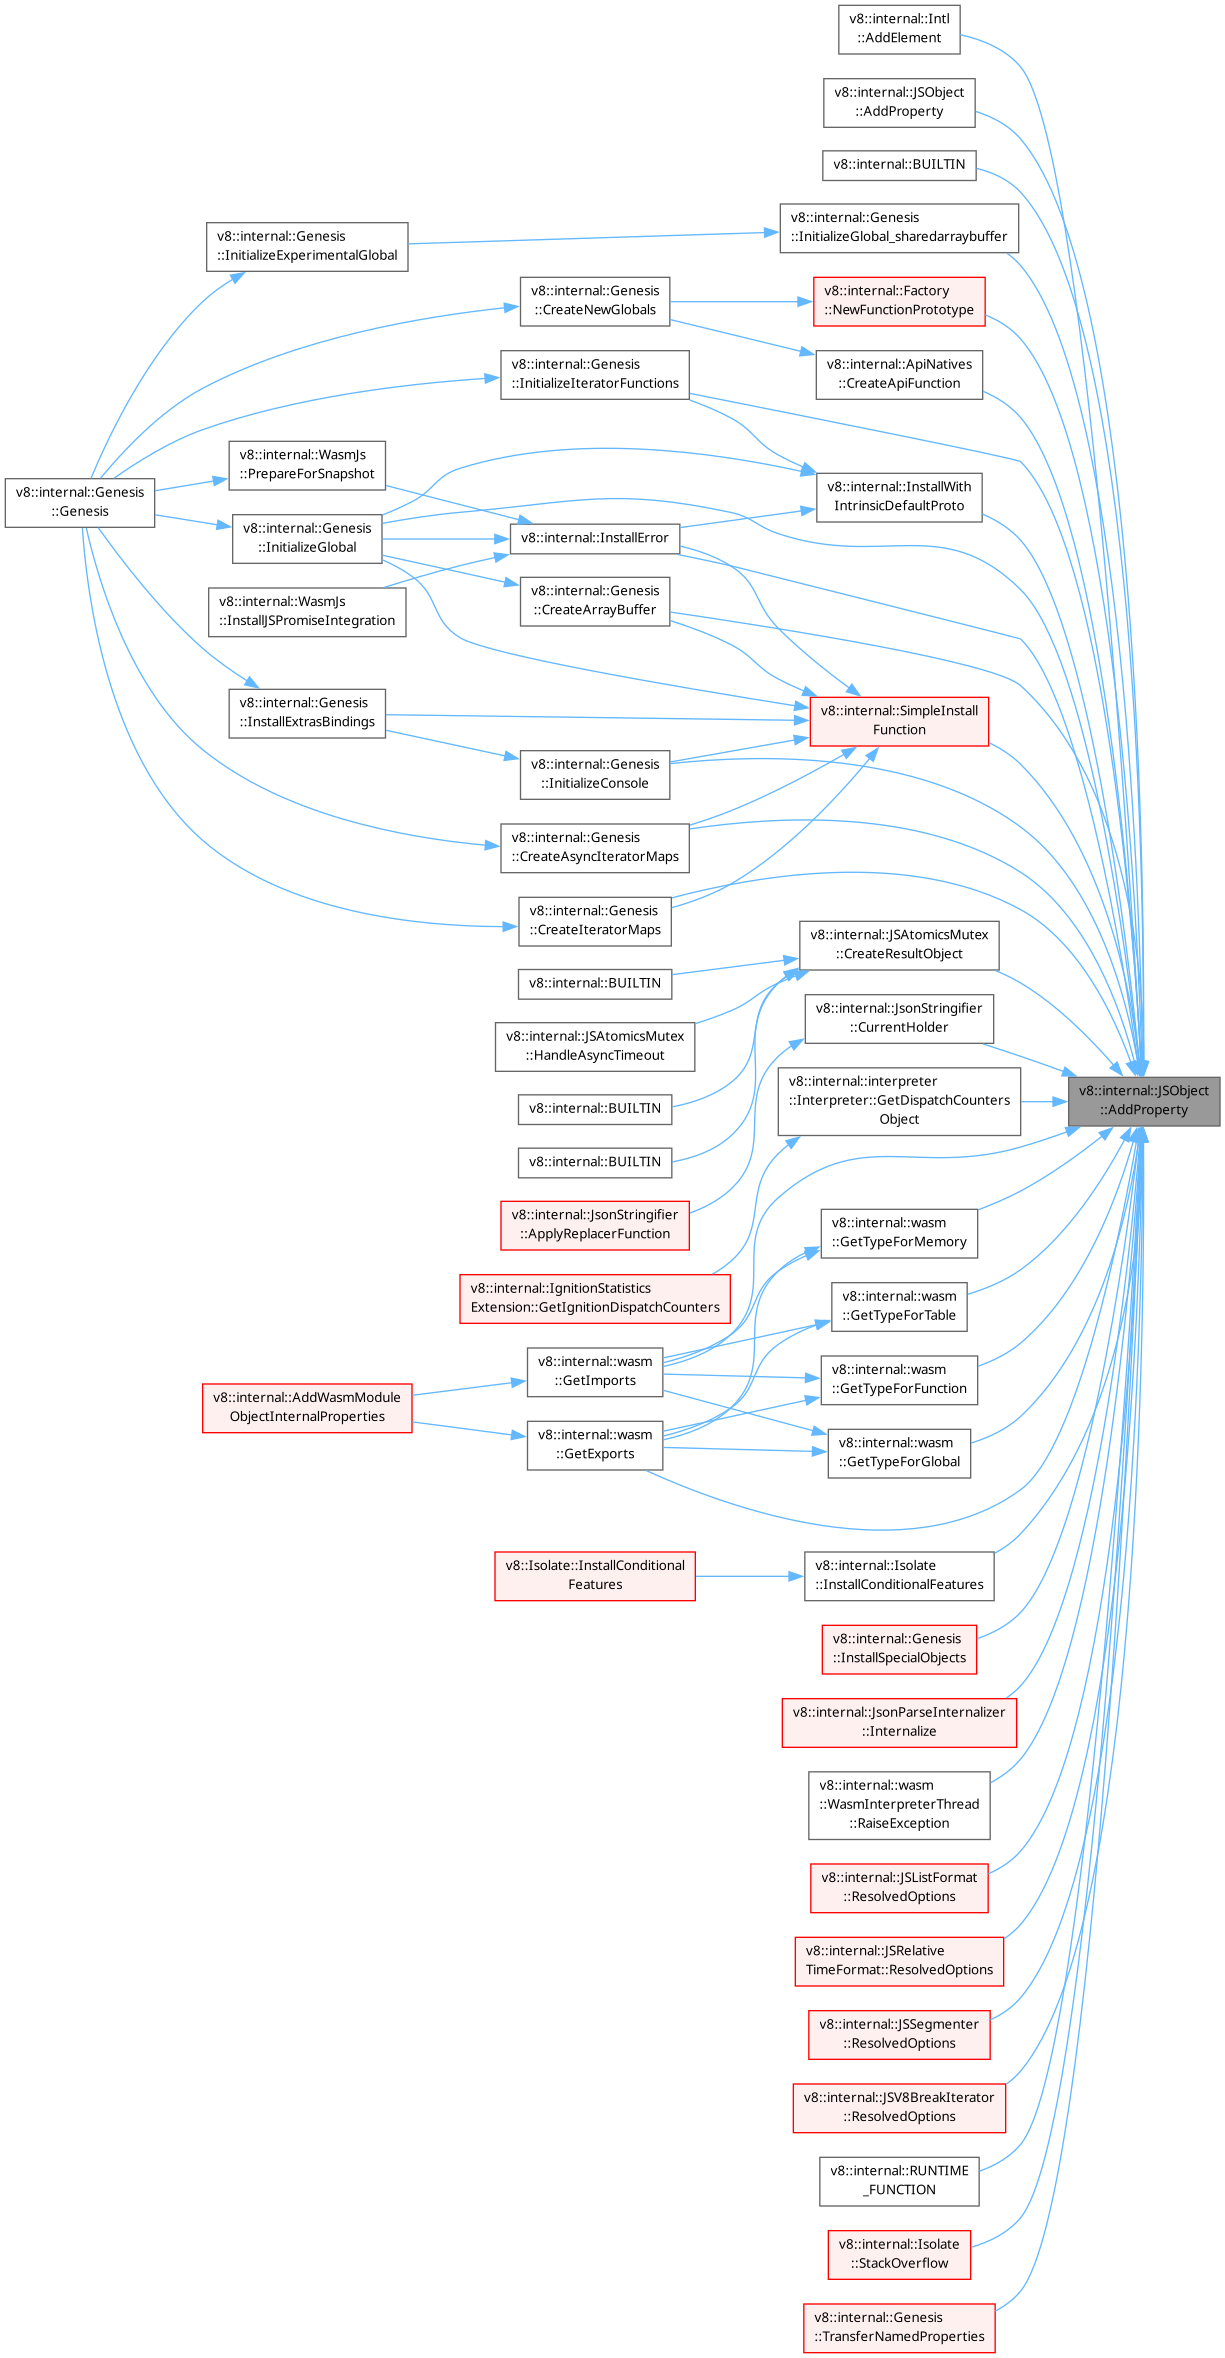 v8::internal::Intl
::AddElement
v8::internal::JSObject
::AddProperty
v8::internal::BUILTIN
v8::internal::Genesis
::InitializeGlobal_sharedarraybuffer
v8::internal::Genesis
::InitializeExperimentalGlobal
v8::internal::Genesis
::CreateNewGlobals
v8::internal::Factory
::NewFunctionPrototype
v8::internal::Genesis
::InitializeIteratorFunctions
v8::internal::ApiNatives
::CreateApiFunction
v8::internal::WasmJs
::PrepareForSnapshot
v8::internal::InstallWith
IntrinsicDefaultProto
v8::internal::Genesis
::Genesis
v8::internal::Genesis
::InitializeGlobal
v8::internal::InstallError
v8::internal::WasmJs
::InstallJSPromiseIntegration
v8::internal::Genesis
::CreateArrayBuffer
v8::internal::Genesis
::InstallExtrasBindings
v8::internal::SimpleInstall
Function
v8::internal::Genesis
::InitializeConsole
v8::internal::Genesis
::CreateAsyncIteratorMaps
v8::internal::Genesis
::CreateIteratorMaps
v8::internal::JSAtomicsMutex
::CreateResultObject
v8::internal::BUILTIN
v8::internal::JSAtomicsMutex
::HandleAsyncTimeout
v8::internal::JsonStringifier
::CurrentHolder
v8::internal::BUILTIN
v8::internal::interpreter
::Interpreter::GetDispatchCounters
Object
v8::internal::JSObject
::AddProperty
v8::internal::BUILTIN
v8::internal::JsonStringifier
::ApplyReplacerFunction
v8::internal::wasm
::GetTypeForMemory
v8::internal::IgnitionStatistics
Extension::GetIgnitionDispatchCounters
v8::internal::wasm
::GetTypeForTable
v8::internal::wasm
::GetImports
v8::internal::wasm
::GetTypeForFunction
v8::internal::AddWasmModule
ObjectInternalProperties
v8::internal::wasm
::GetExports
v8::internal::wasm
::GetTypeForGlobal
v8::Isolate::InstallConditional
Features
v8::internal::Isolate
::InstallConditionalFeatures
v8::internal::Genesis
::InstallSpecialObjects
v8::internal::JsonParseInternalizer
::Internalize
v8::internal::wasm
::WasmInterpreterThread
::RaiseException
v8::internal::JSListFormat
::ResolvedOptions
v8::internal::JSRelative
TimeFormat::ResolvedOptions
v8::internal::JSSegmenter
::ResolvedOptions
v8::internal::JSV8BreakIterator
::ResolvedOptions
v8::internal::RUNTIME
_FUNCTION
v8::internal::Isolate
::StackOverflow
v8::internal::Genesis
::TransferNamedProperties